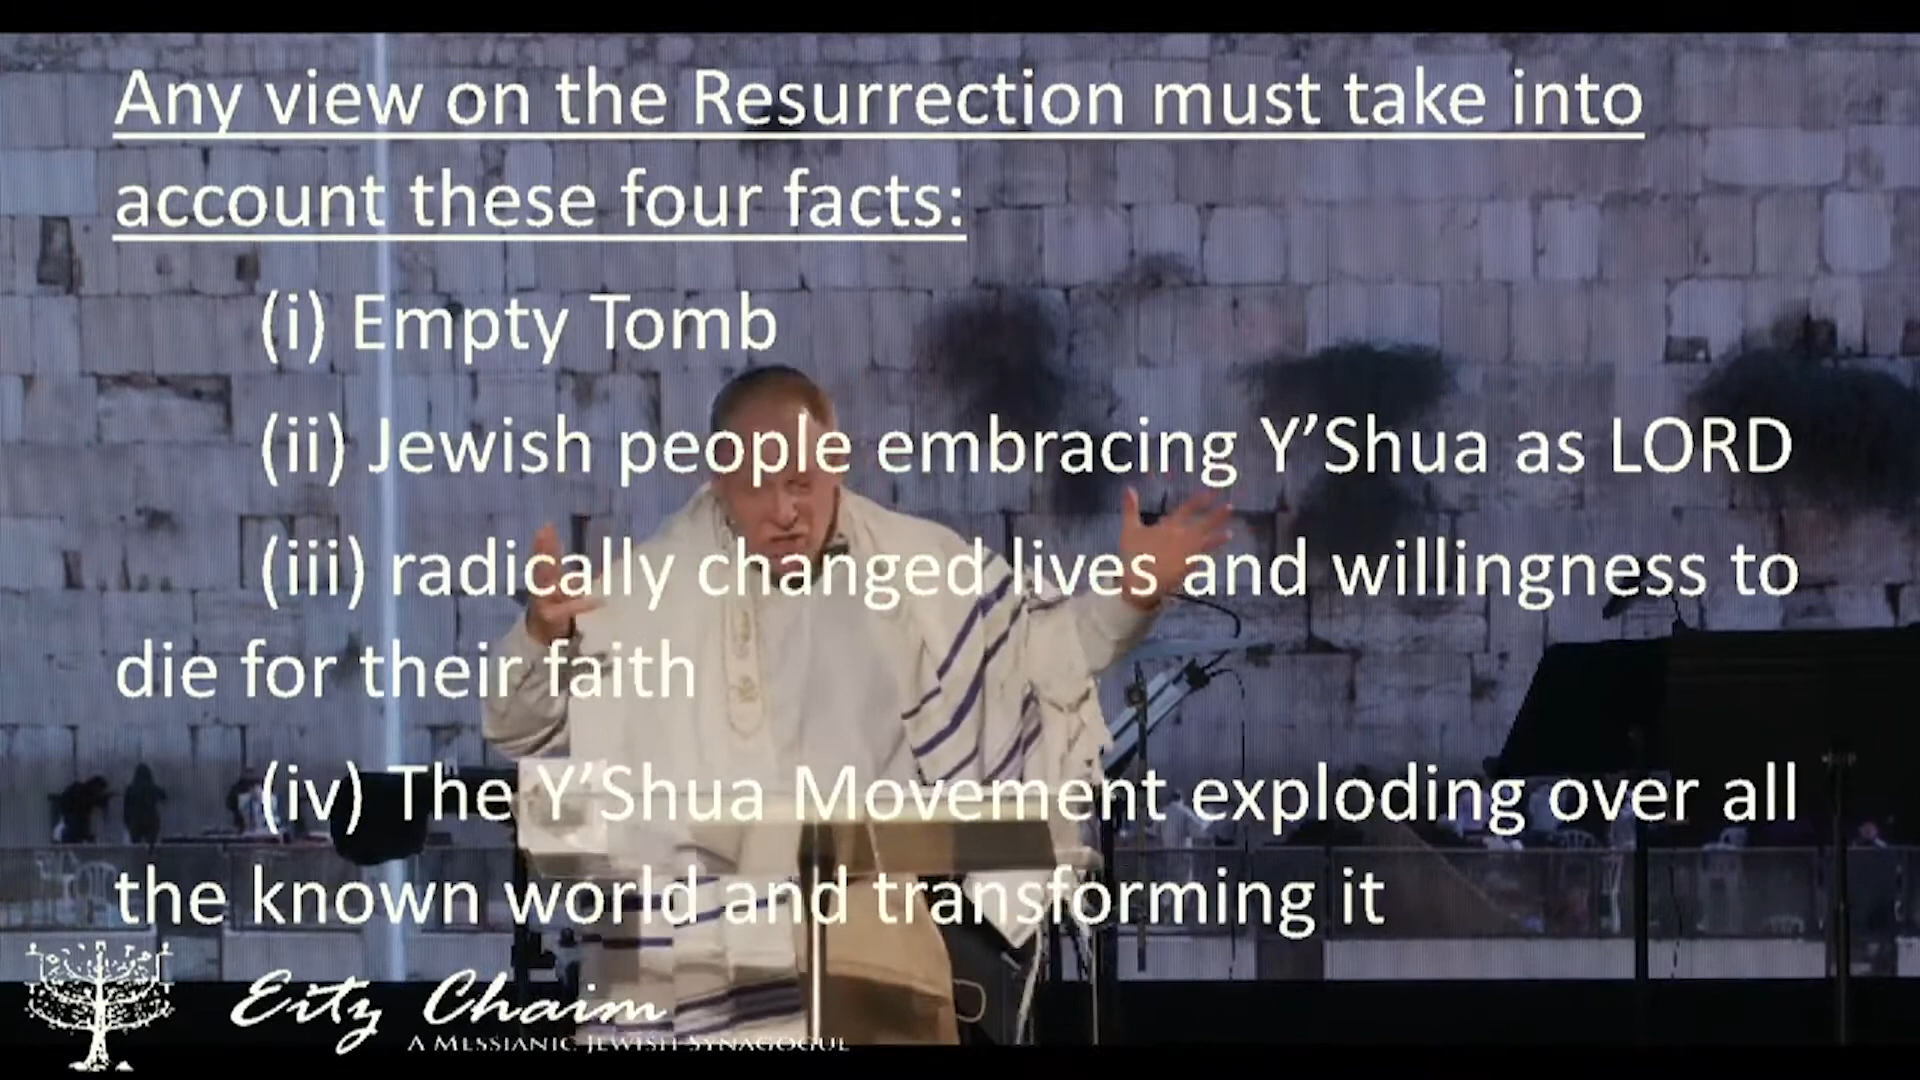 Any view on the Resurrection must take into
account these four facts:
(i) Empty Tomb
(ii) Jewish people embracing Y’Shua as LORD
(iii) radically changed lives and willingness to
die for their faith
(iv) The Y’Shua Movement exploding over all
the known world and transforming it
Eitz Chaim
A MESSIANIC JEWISH SYNAGOGUE